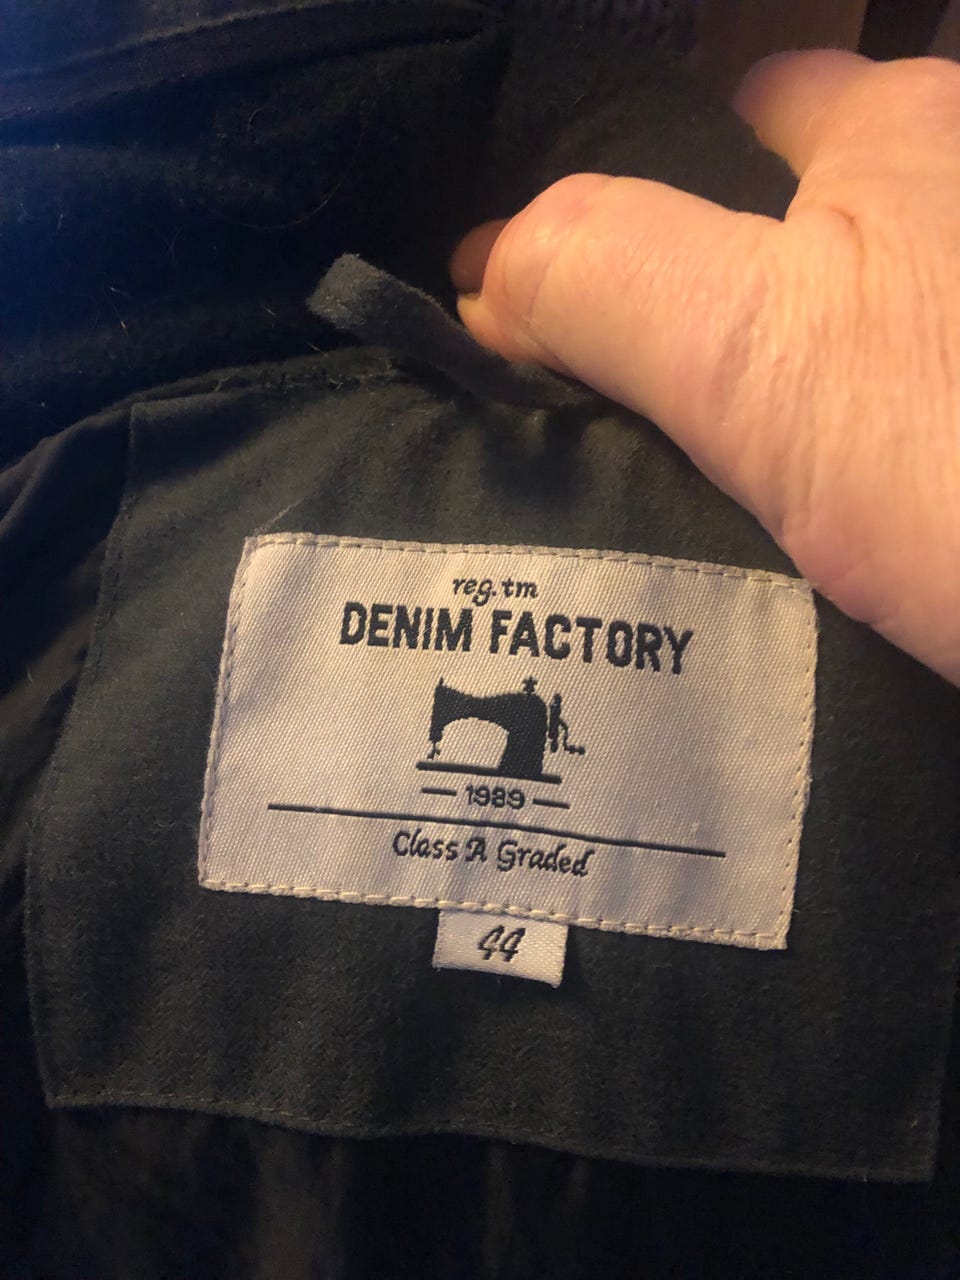 reg. tm
DENIM FACTORY
1989
Class A Graded
44